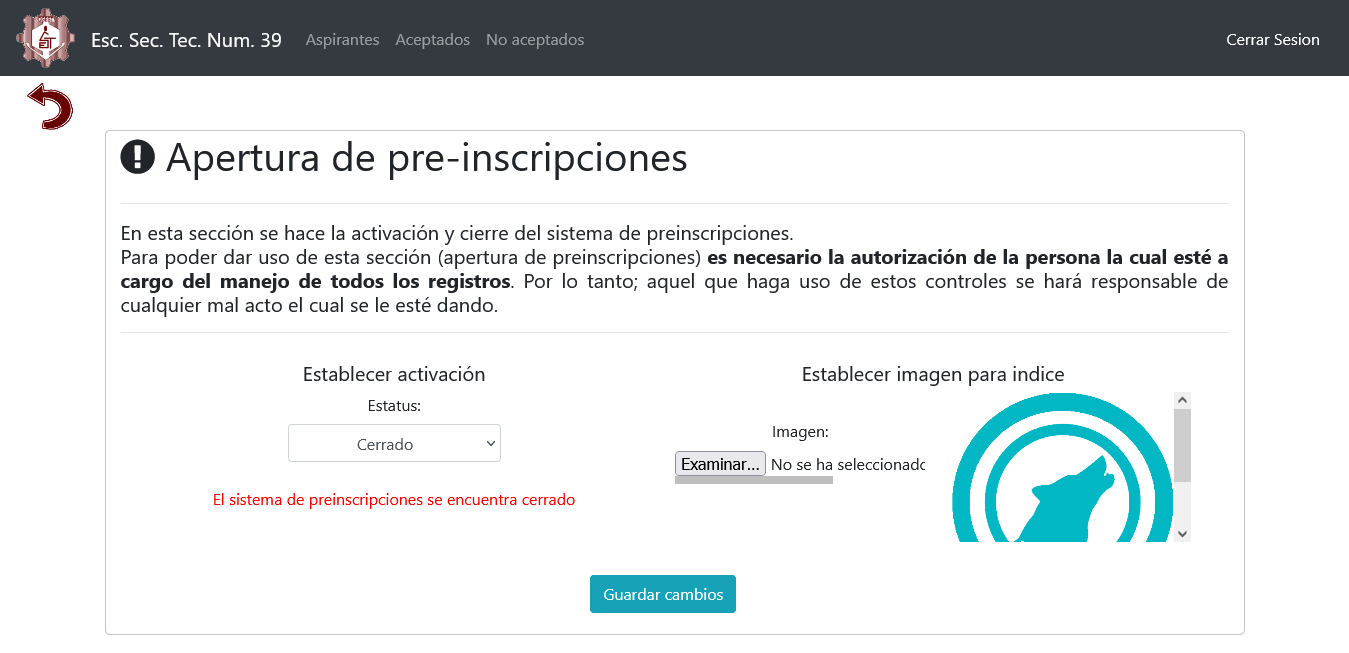 Esc. Sec. Tec. Num. 39 Aspirantes Aceptados No aceptados Cerrar Sesion
Apertura de pre-inscripciones
En esta sección se hace la activación y cierre del sistema de preinscripciones.
Para poder dar uso de esta sección (apertura de preinscripciones) es necesario la autorización de la persona la cual esté a
cargo del manejo de todos los registros. Por lo tanto; aquel que haga uso de estos controles se hará responsable de
cualquier mal acto el cual se le esté dando.
Establecer activación
Estatus:
Cerrado
El sistema de preinscripciones se encuentra cerrado
Establecer imagen para indice
Imagen:
Examinar... No se ha seleccionado
Guardar cambios